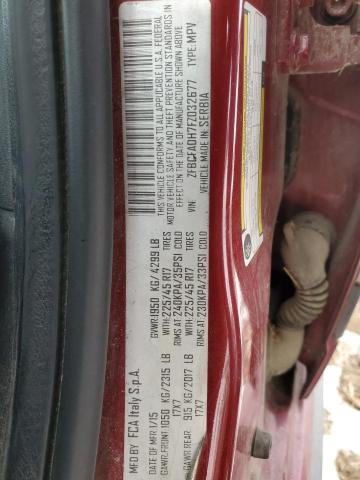 MFD BY FCA Italy S.p.A.
DATE OF MFR 1/15 GVWR:1950 KG/4299 LB
GAWR.FRONT:1050 KG/2315 LB WITH:225/45 R17 TIRES
17X7 RIMS AT 240KPA/35PSI COLD
GAWR.REAR: 915 KG/2017 LB WITH:225/45 R17 TIRES
17X7 RIMS AT 230KPA/33PSI COLD
THIS VEHICLE CONFORMS
TO ALL APPLICABLE U.S.A. FEDERAL
MOTOR VEHICLE SAFETY AND THEFT PREVENTION STANDARDS IN
EFFECT ON THE DATE OF MANUFACTURE SHOWN ABOVE
VIN: ZFBCFADH7FZ032677 TYPE: MPV
VEHICLE MADE IN SERBIA